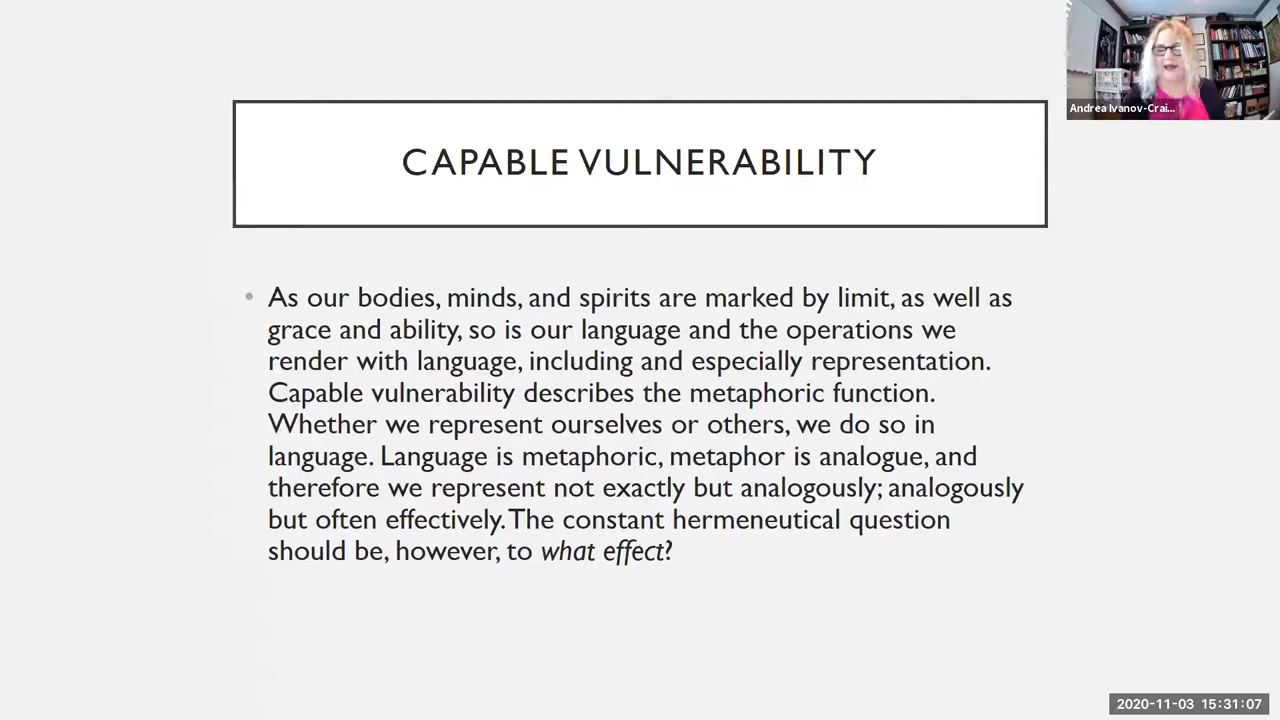 Andrea Ivanov-Crai...
CAPABLE VULNERABILITY
• As our bodies, minds, and spirits are marked by limit, as well as
grace and ability, so is our language and the operations we
render with language, including and especially representation.
Capable vulnerability describes the metaphoric function.
Whether we represent ourselves or others, we do so in
language. Language is metaphoric, metaphor is analogue, and
therefore we represent not exactly but analogously; analogously
but often effectively. The constant hermeneutical question
should be, however, to what effect?
2020-11-03 15:31:07